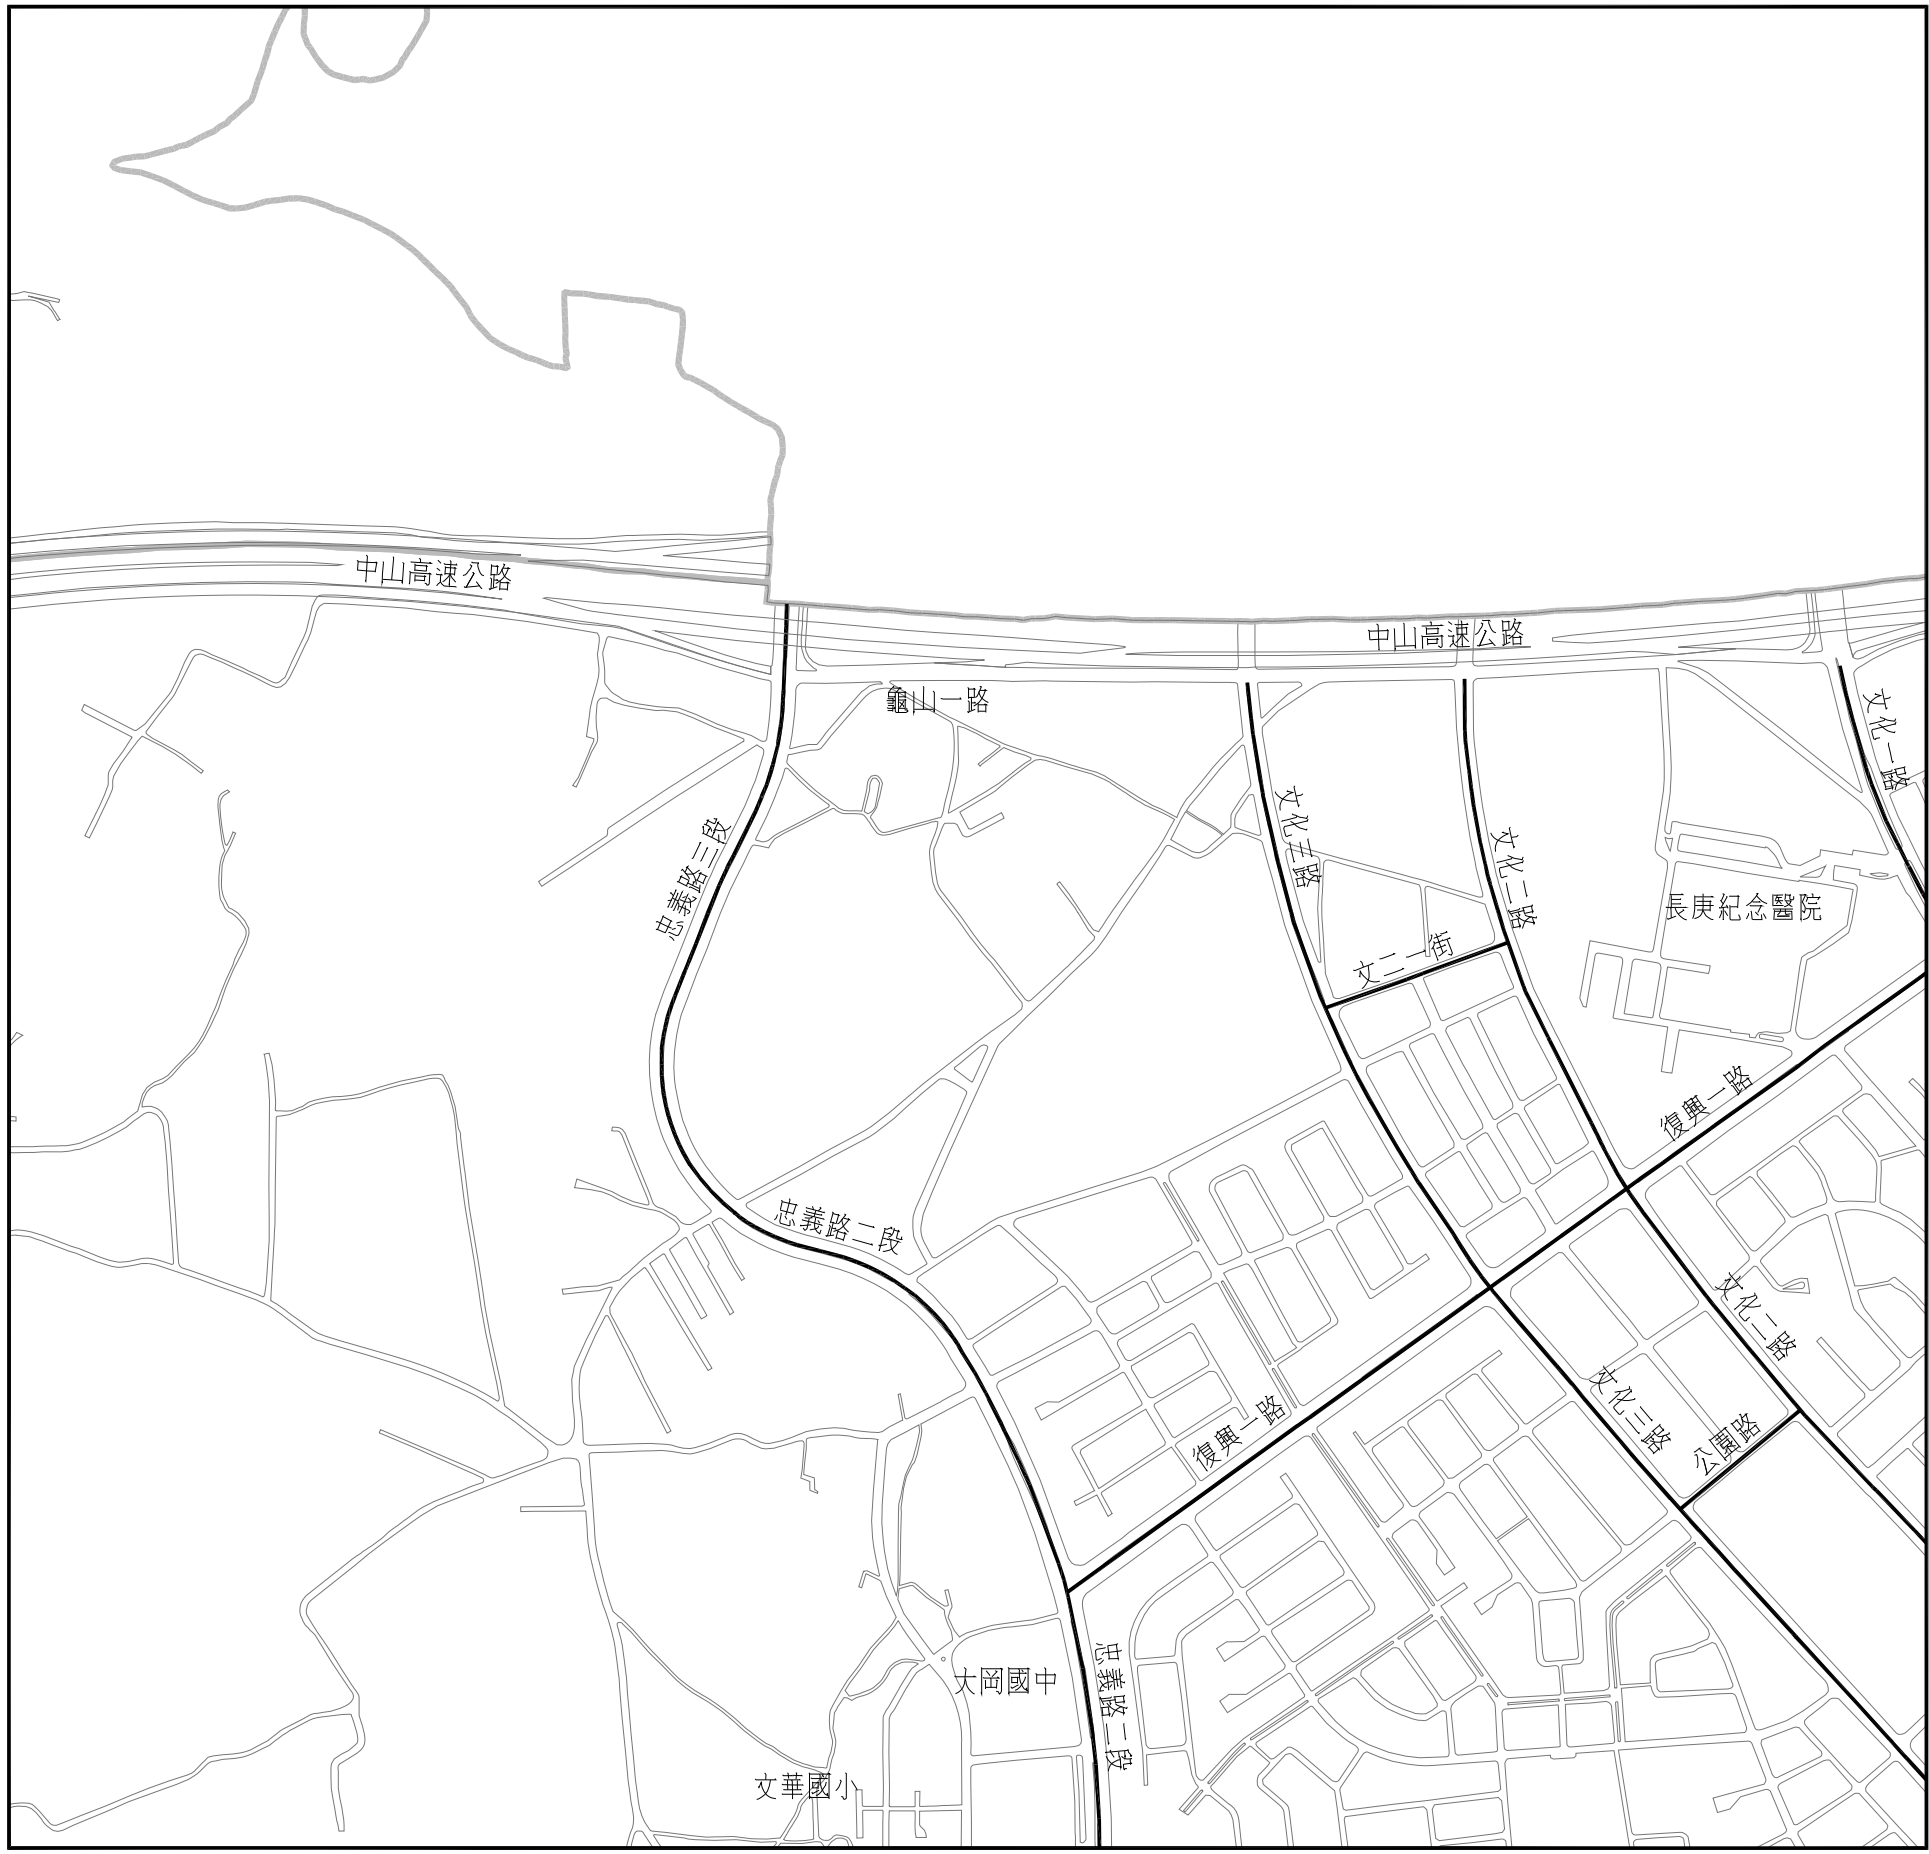 中山高速公路
中山高速公路
龜山一路
文化一路
文化三路
文化二路
忠義路三段
長庚紀念醫院
文二一街
復興一路
忠義路二段
文化二路
文化三路
公園路
復興一路
大岡國中
忠義路二段
文華國小